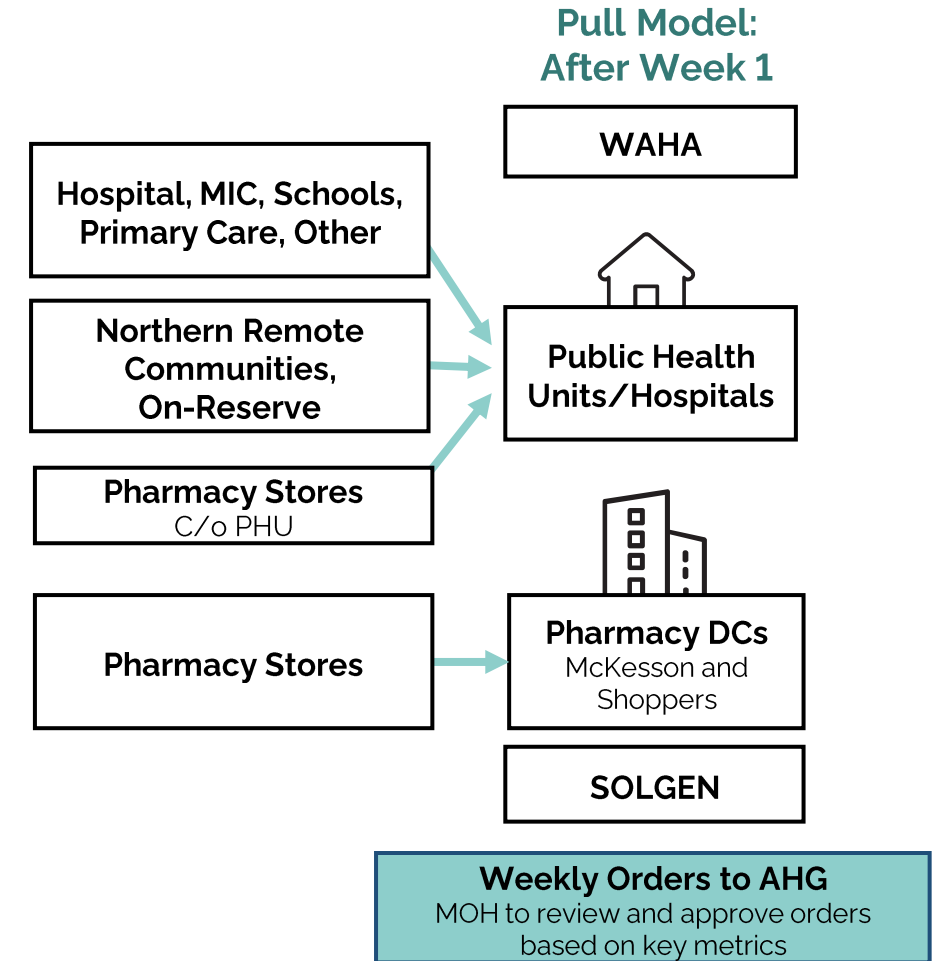 Pull Model:
After Week 1
WAHA
Hospital, MIC, Schools,
Primary Care, Other
Northern Remote
Communities,
On-Reserve
Public Health
Units/Hospitals
Pharmacy Stores
C/o PHU
Pharmacy Stores
Pharmacy DCs
McKesson and
Shoppers
SOLGEN
Weekly Orders to AHG
MOH to review and approve orders
based on key metrics